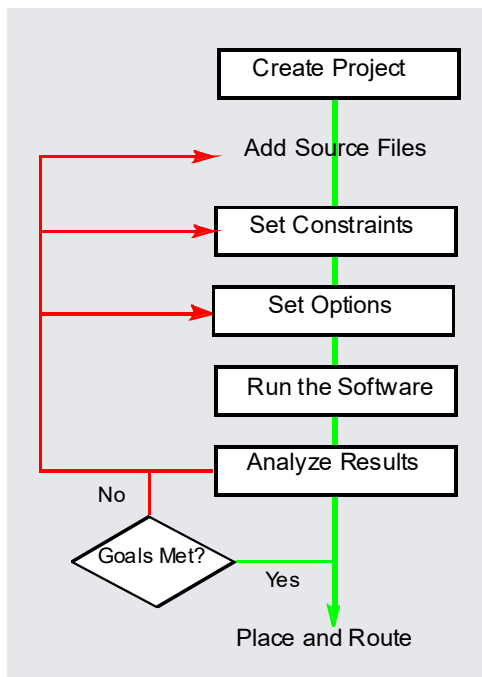 Create Project
Add Source Files
Set Constraints
Set Options
Run the Software
Analyze Results
No
Goals Met?
Yes
Place and Route